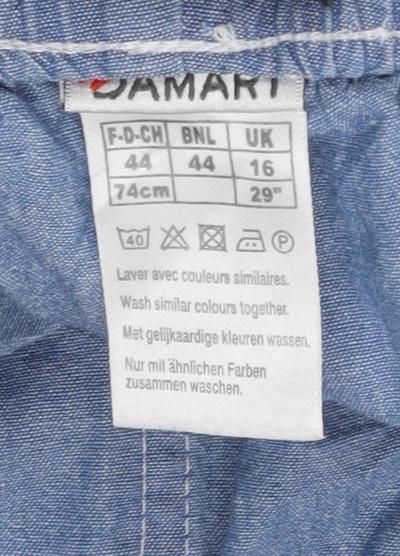 DAMART
F-D-CH BNL UK
44 44 16
74cm 29"
40 P
Laver avec couleurs similaires.
Wash similar colours together.
Met gelijkaardige kleuren wassen.
Nur mit ähnlichen Farben
zusammen waschen.